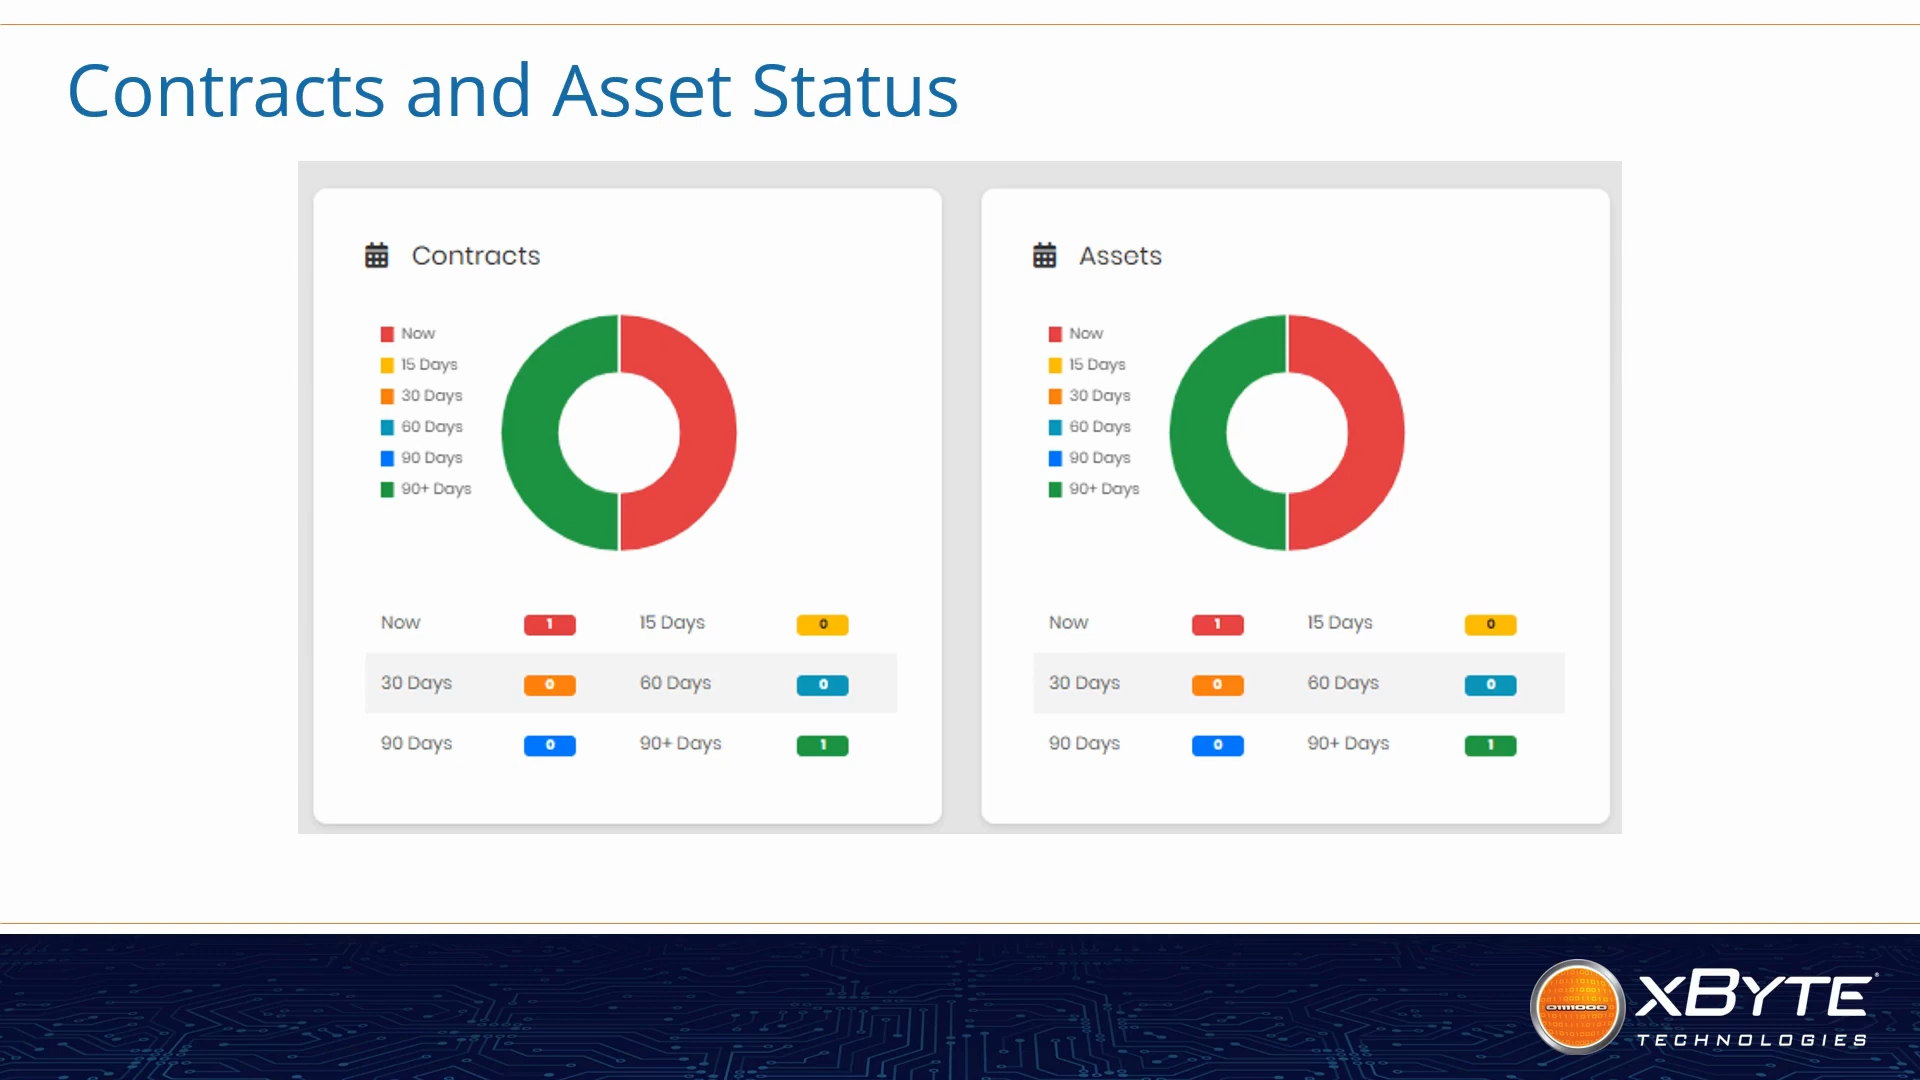 Contracts and Asset Status
Contracts
Now
15 Days
30 Days
60 Days
90 Days
90+ Days
Now 1 15 Days 0
30 Days 0 60 Days 0
90 Days 0 90+ Days 1
Assets
Now
15 Days
30 Days
60 Days
90 Days
90+ Days
Now 1 15 Days 0
30 Days 0 60 Days 0
90 Days 0 90+ Days 1
xBYTE
TECHNOLOGIES